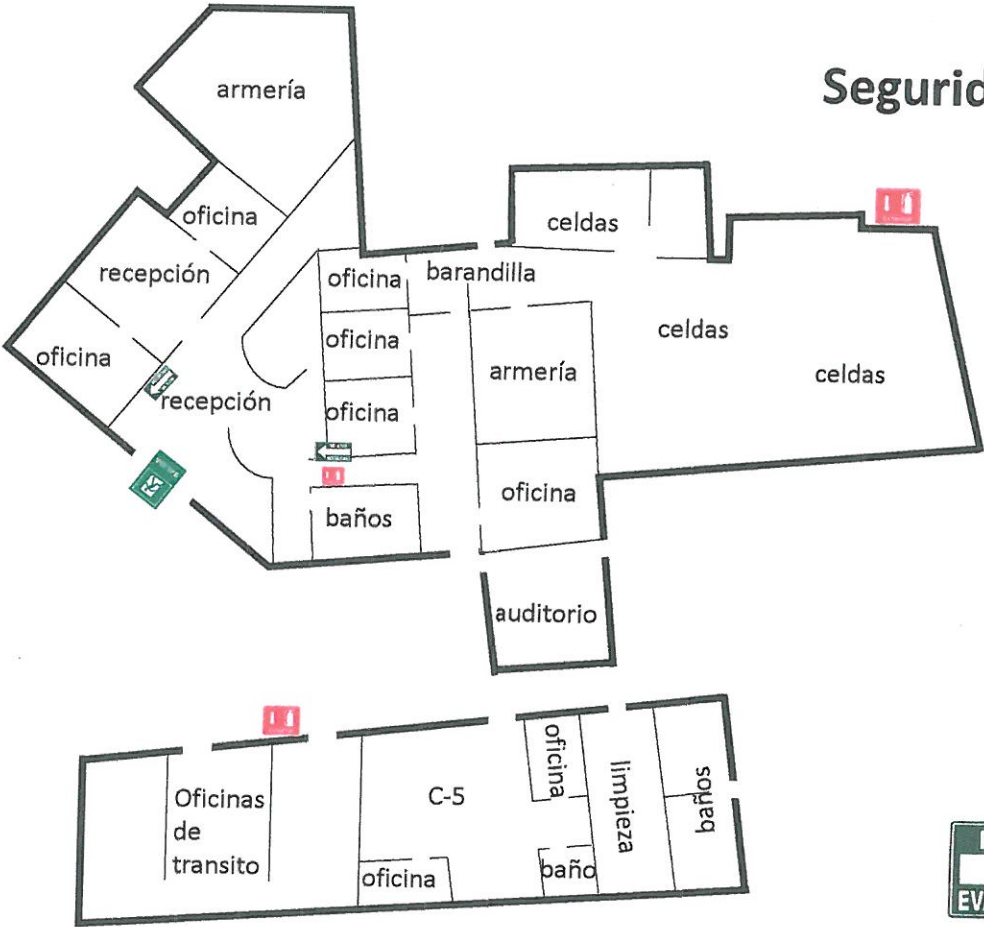 Segurid
armería
oficina
celdas
recepción
oficina
barandilla
oficina
celdas
oficina
armería
celdas
recepción
oficina
oficina
baños
auditorio
Oficinas
de
transito
C-5
oficina
limpieza
baños
oficina
baño
EV